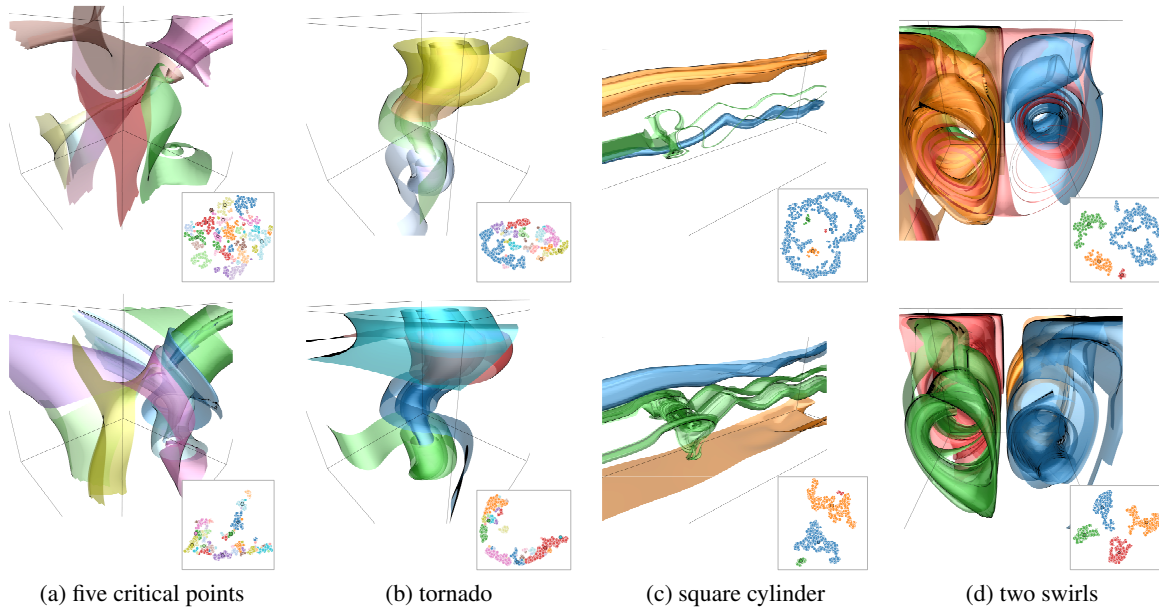 (a) five critical points
(b) tornado
(c) square cylinder
(d) two swirls